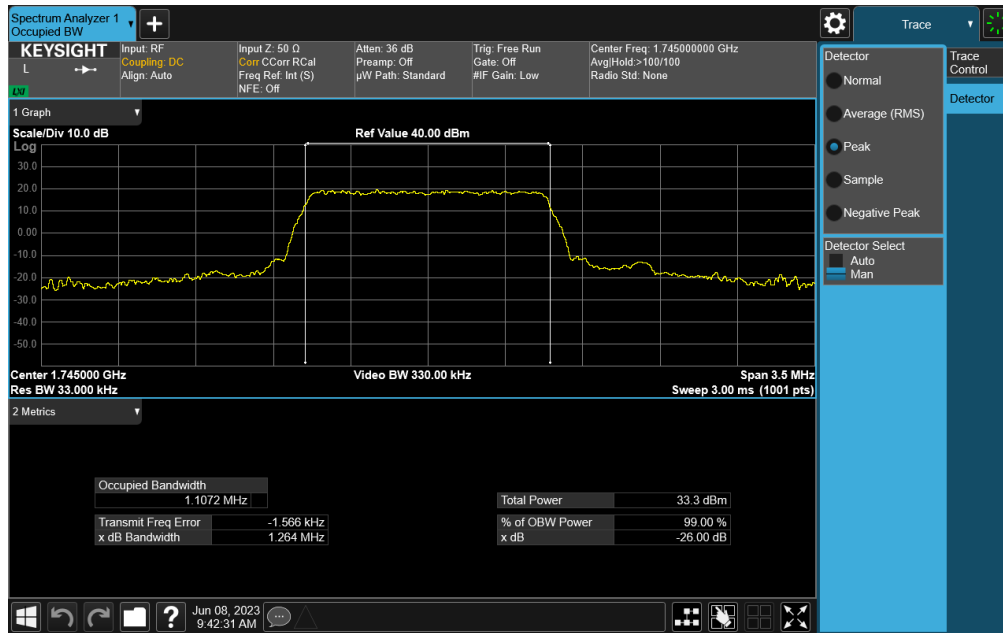 Spectrum Analyzer 1
Occupied BW
Trace
KEYSIGHT
L
LXI
Input: RF
Coupling: DC
Align: Auto
Input Z: 50 Ω
Corr CCorr RCal
Freq Ref: Int (S)
NFE: Off
Atten: 36 dB
Preamp: Off
µW Path: Standard
Trig: Free Run
Gate: Off
#IF Gain: Low
Center Freq: 1.745000000 GHz
Avg|Hold:>100/100
Radio Std: None
1 Graph
Scale/Div 10.0 dB
Ref Value 40.00 dBm
Log
30.0
20.0
10.0
0.00
-10.0
-20.0
-30.0
-40.0
-50.0
Center 1.745000 GHz
Video BW 330.00 kHz
Span 3.5 MHz
Res BW 33.000 kHz
Sweep 3.00 ms (1001 pts)
2 Metrics
Occupied Bandwidth
1.1072 MHz
Transmit Freq Error -1.566 kHz
x dB Bandwidth 1.264 MHz
Total Power 33.3 dBm
% of OBW Power 99.00 %
x dB -26.00 dB
Detector
Normal
Average (RMS)
Peak
Sample
Negative Peak
Detector Select
Auto
Man
Trace
Control
Detector
?
Jun 08, 2023
9:42:31 AM